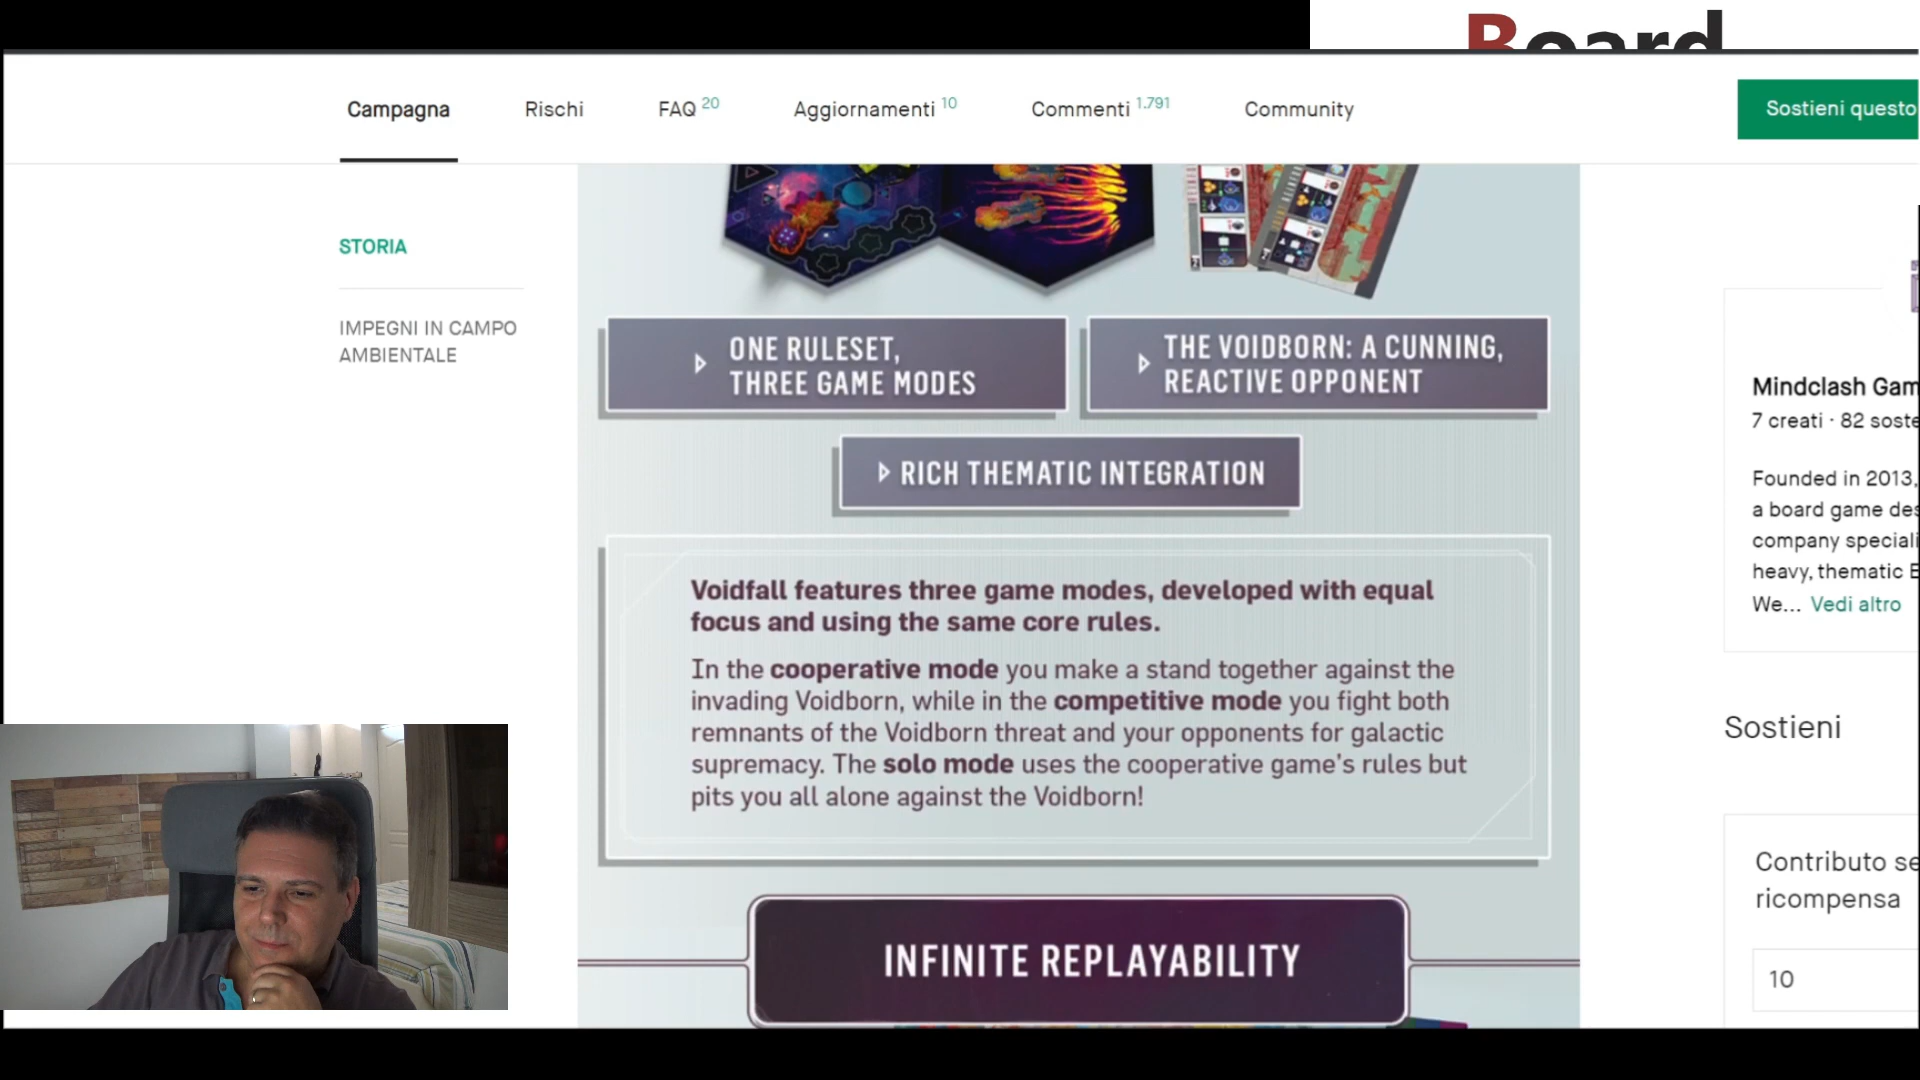 Board
Campagna
Rischi
FAQ 20
Aggiornamenti 10
Commenti 1.791
Community
Sostieni questo
STORIA
IMPEGNI IN CAMPO
AMBIENTALE
ONE RULESET,
THREE GAME MODES
THE VOIDBORN: A CUNNING,
REACTIVE OPPONENT
RICH THEMATIC INTEGRATION
Voidfall features three game modes, developed with equal
focus and using the same core rules.
In the cooperative mode you make a stand together against the
invading Voidborn, while in the competitive mode you fight both
remnants of the Voidborn threat and your opponents for galactic
supremacy. The solo mode uses the cooperative game's rules but
pits you all alone against the Voidborn!
INFINITE REPLAYABILITY
Mindclash Gam
7 creati · 82 soste
Founded in 2013,
a board game des
company speciali
heavy, thematic E
We... Vedi altro
Sostieni
Contributo se
ricompensa
10